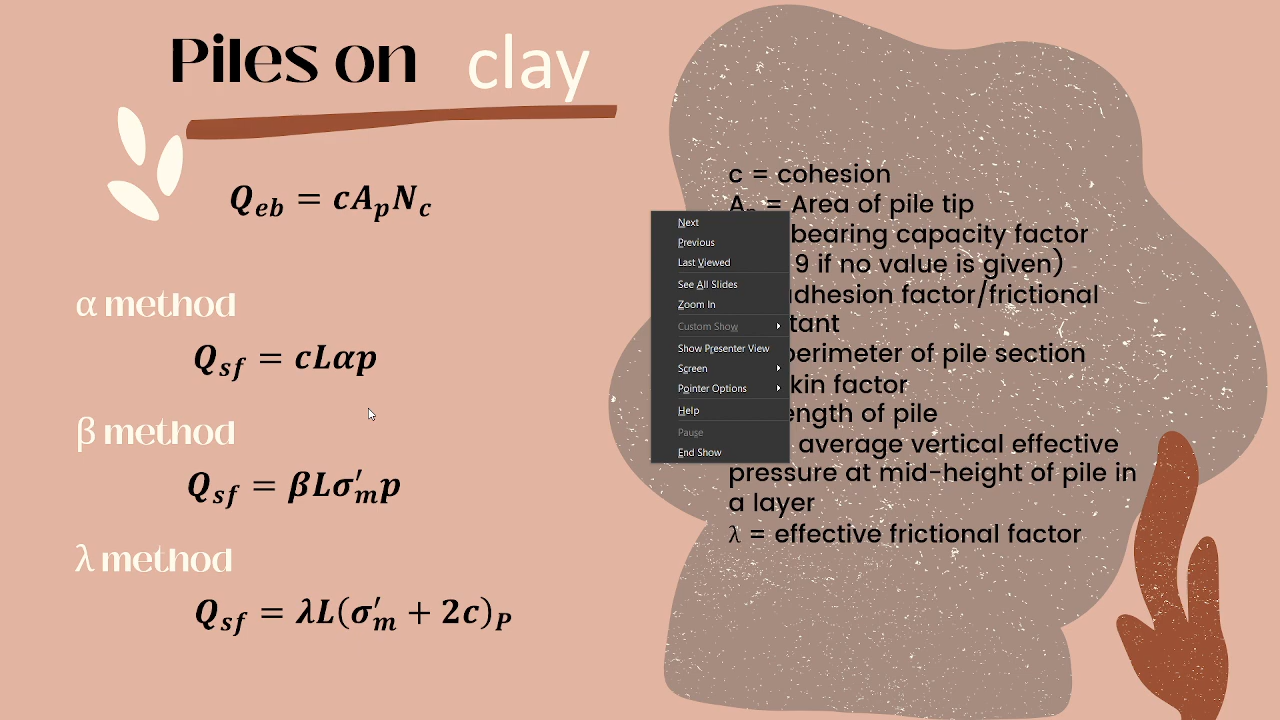 Piles on clay
Q_eb = cA_pN_c
α method
Q_sf = cLαp
β method
Q_sf = βLσ′_mp
λ method
Q_sf = λL(σ′_m + 2c)_P
c = cohesion
= Area of pile tip
bearing capacity factor
9 if no value is given)
adhesion factor/frictional
perimeter of pile section
factor
of pile
average vertical effective
pressure at mid-height of pile in
a layer
λ = effective frictional factor
Next
Previous
Last Viewed
See All Slides
Zoom In
Custom Show
Show Presenter View
Screen
Pointer Options
Help
Pause
End Show